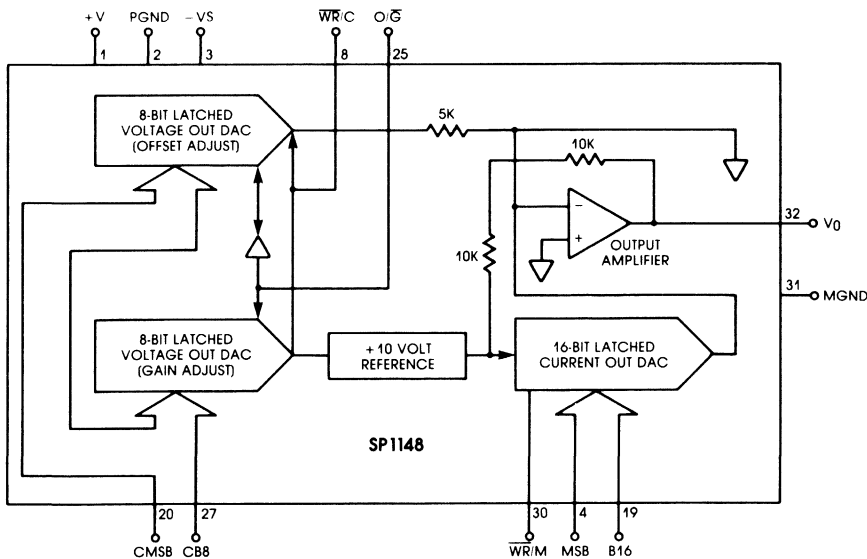 +V PGND –VS W̅R̅/C O/G̅
1 2 3 8 25
8-BIT LATCHED
VOLTAGE OUT DAC
(OFFSET ADJUST)
5K
10K
10K
–
+
OUTPUT
AMPLIFIER
32 V0
31 MGND
8-BIT LATCHED
VOLTAGE OUT DAC
(GAIN ADJUST)
+10 VOLT
REFERENCE
16-BIT LATCHED
CURRENT OUT DAC
SP1148
20 27 30 4 19
CMSB CB8 W̅R̅/M MSB B16